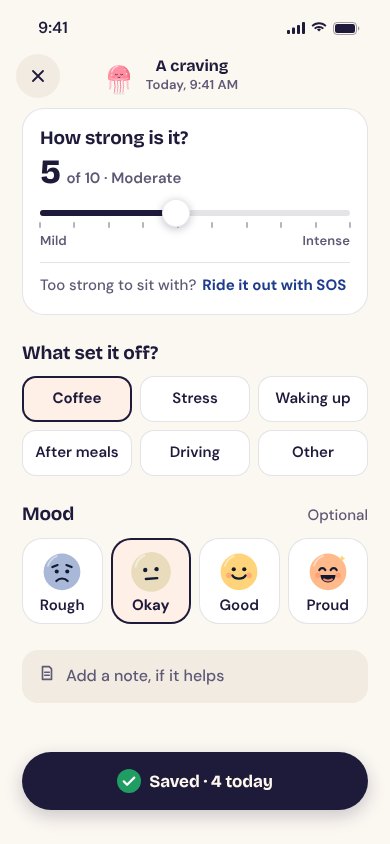 9:41
A craving
Today, 9:41 AM
How strong is it?
5 of 10 · Moderate
Mild
Intense
Too strong to sit with? Ride it out with SOS
What set it off?
Coffee
Stress
Waking up
After meals
Driving
Other
Mood
Optional
Rough
Okay
Good
Proud
Add a note, if it helps
Saved · 4 today